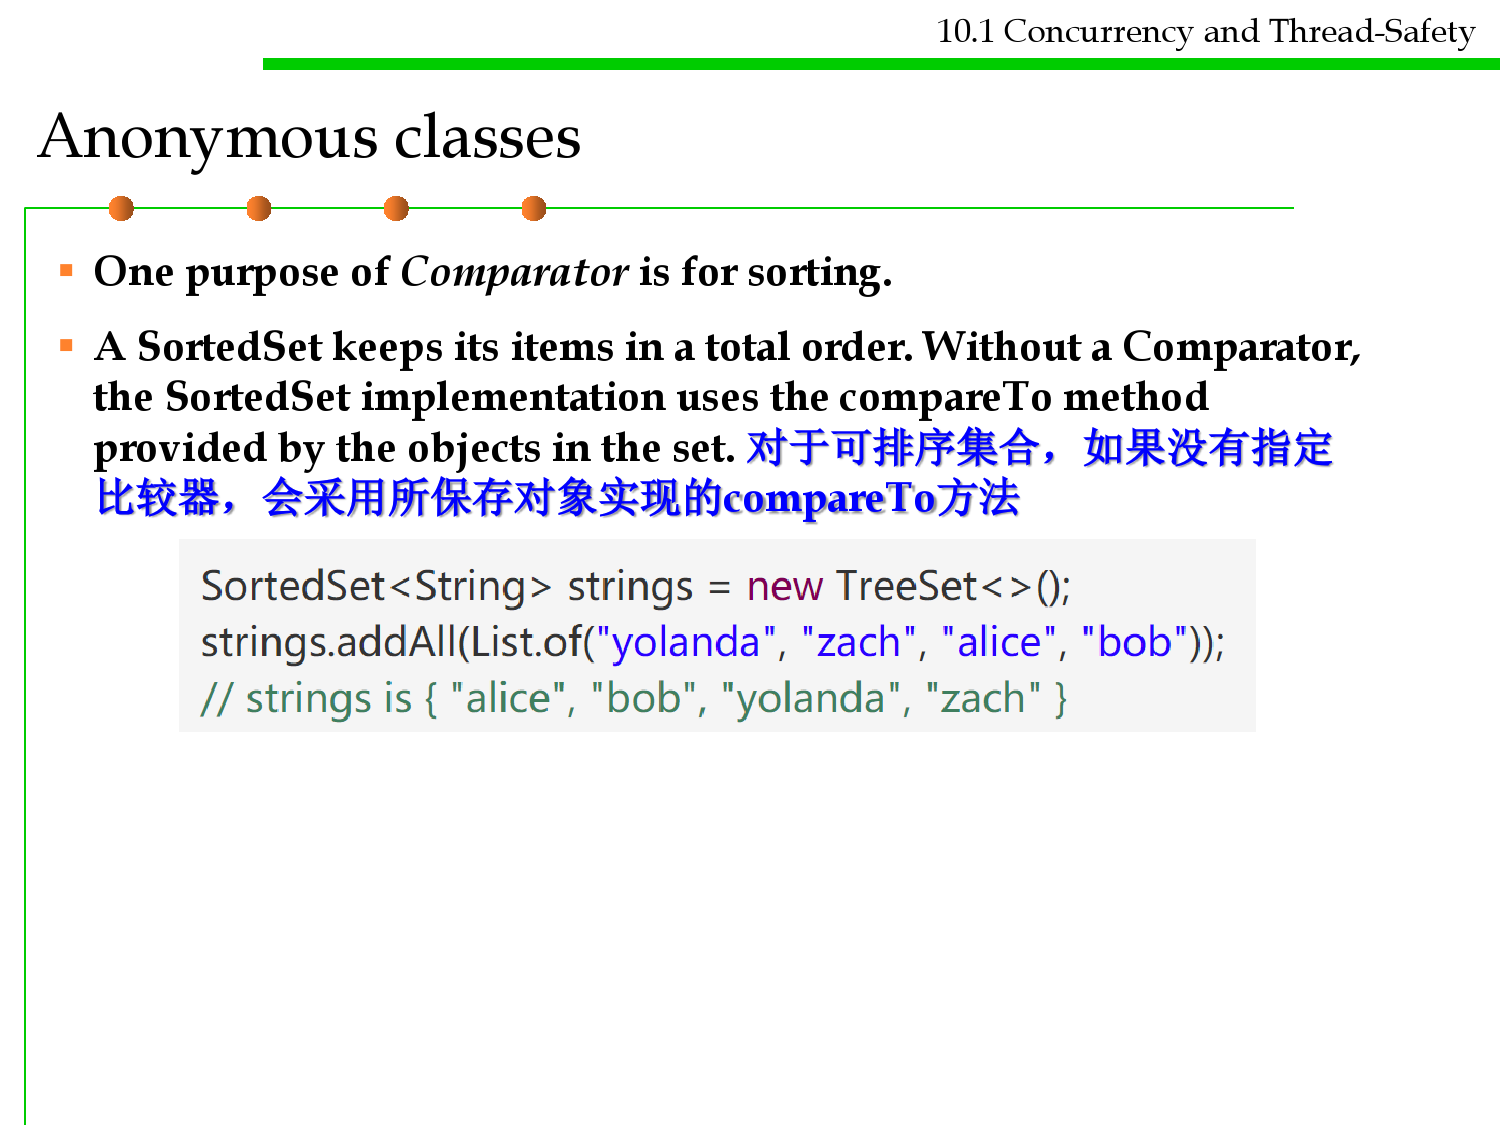 10.1 Concurrency and Thread-Safety
Anonymous classes
▪ One purpose of Comparator is for sorting.
▪ A SortedSet keeps its items in a total order. Without a Comparator,
the SortedSet implementation uses the compareTo method
provided by the objects in the set. 对于可排序集合，如果没有指定
比较器，会采用所保存对象实现的compareTo方法
SortedSet<String> strings = new TreeSet<>();
strings.addAll(List.of("yolanda", "zach", "alice", "bob"));
// strings is { "alice", "bob", "yolanda", "zach" }